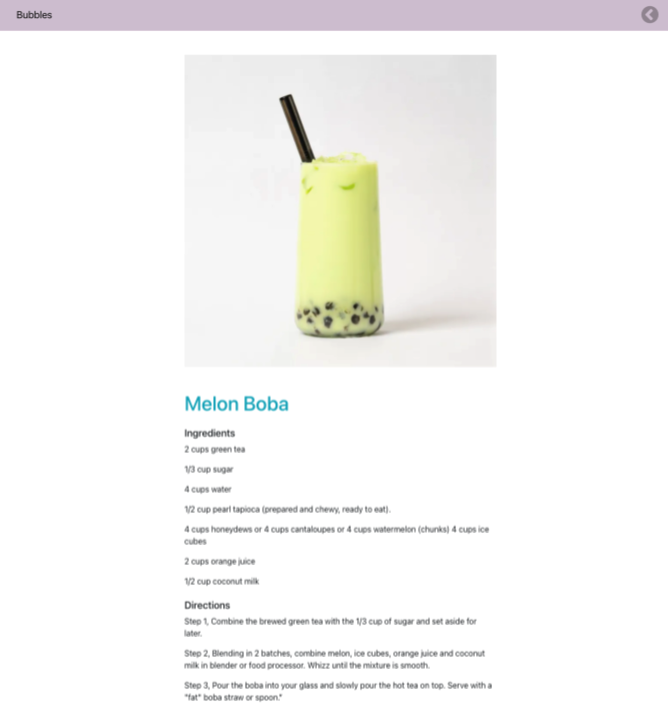 Bubbles
Melon Boba
Ingredients
2 cups green tea
1/3 cup sugar
4 cups water
1/2 cup pearl tapioca (prepared and chewy, ready to eat).
4 cups honeydews or 4 cups cantaloupes or 4 cups watermelon (chunks) 4 cups ice
cubes
2 cups orange juice
1/2 cup coconut milk
Directions
Step 1, Combine the brewed green tea with the 1/3 cup of sugar and set aside for
later.
Step 2, Blending in 2 batches, combine melon, ice cubes, orange juice and coconut
milk in blender or food processor. Whizz until the mixture is smooth.
Step 3, Pour the boba into your glass and slowly pour the hot tea on top. Serve with a
"fat" boba straw or spoon."